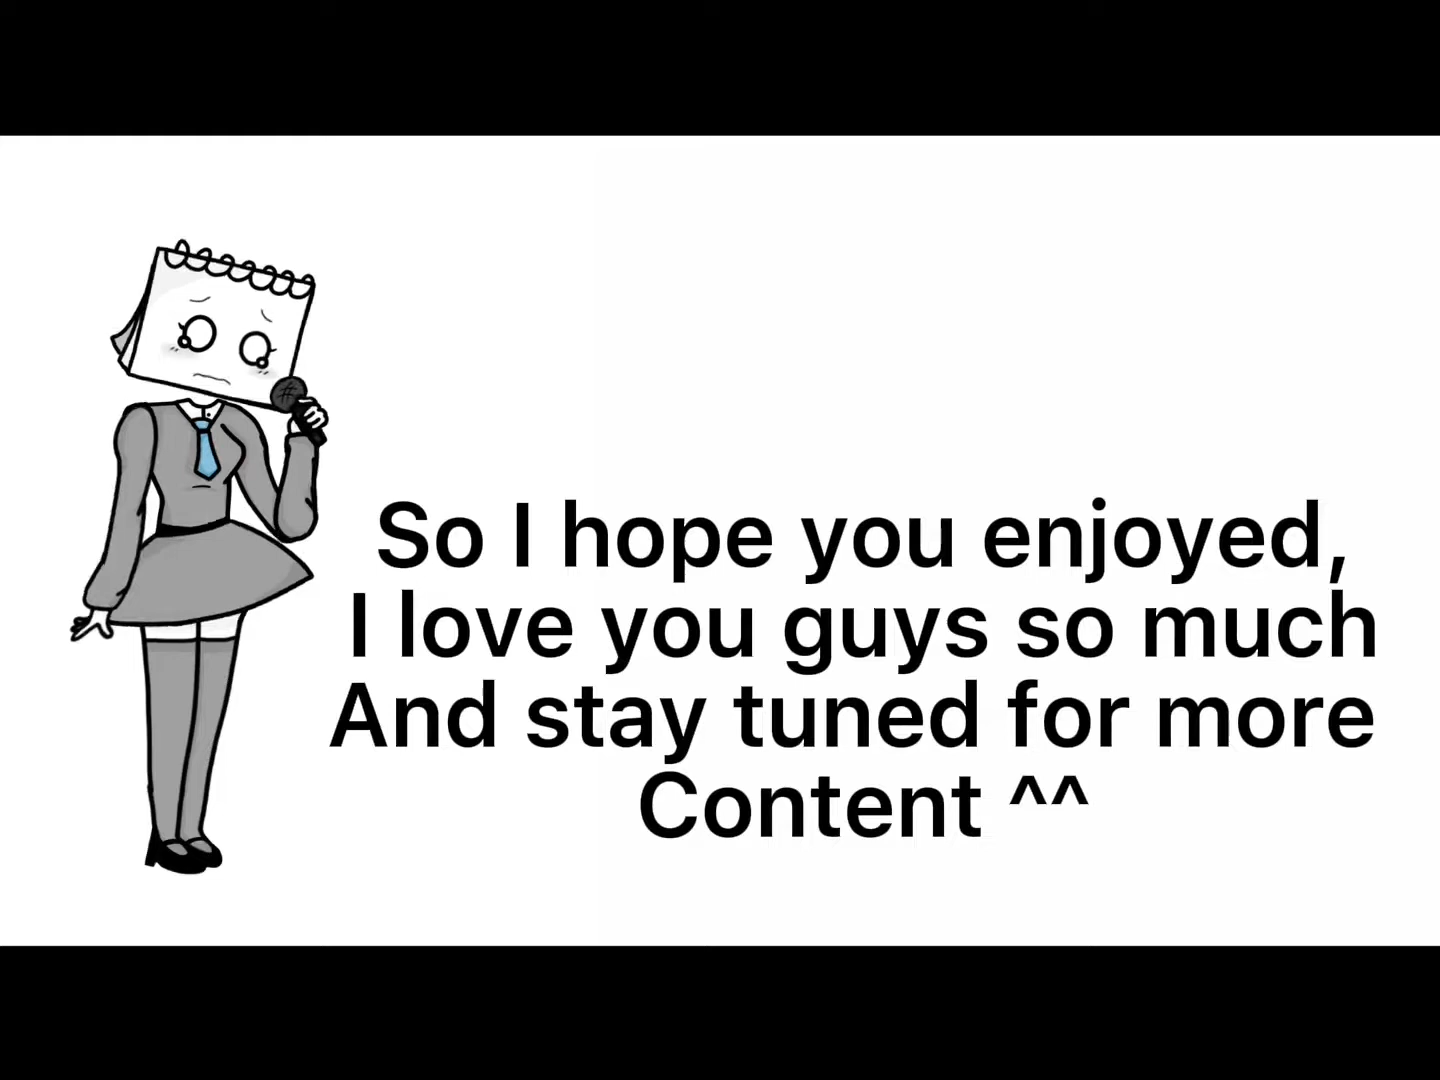 So I hope you enjoyed,
I love you guys so much
And stay tuned for more
Content ^^